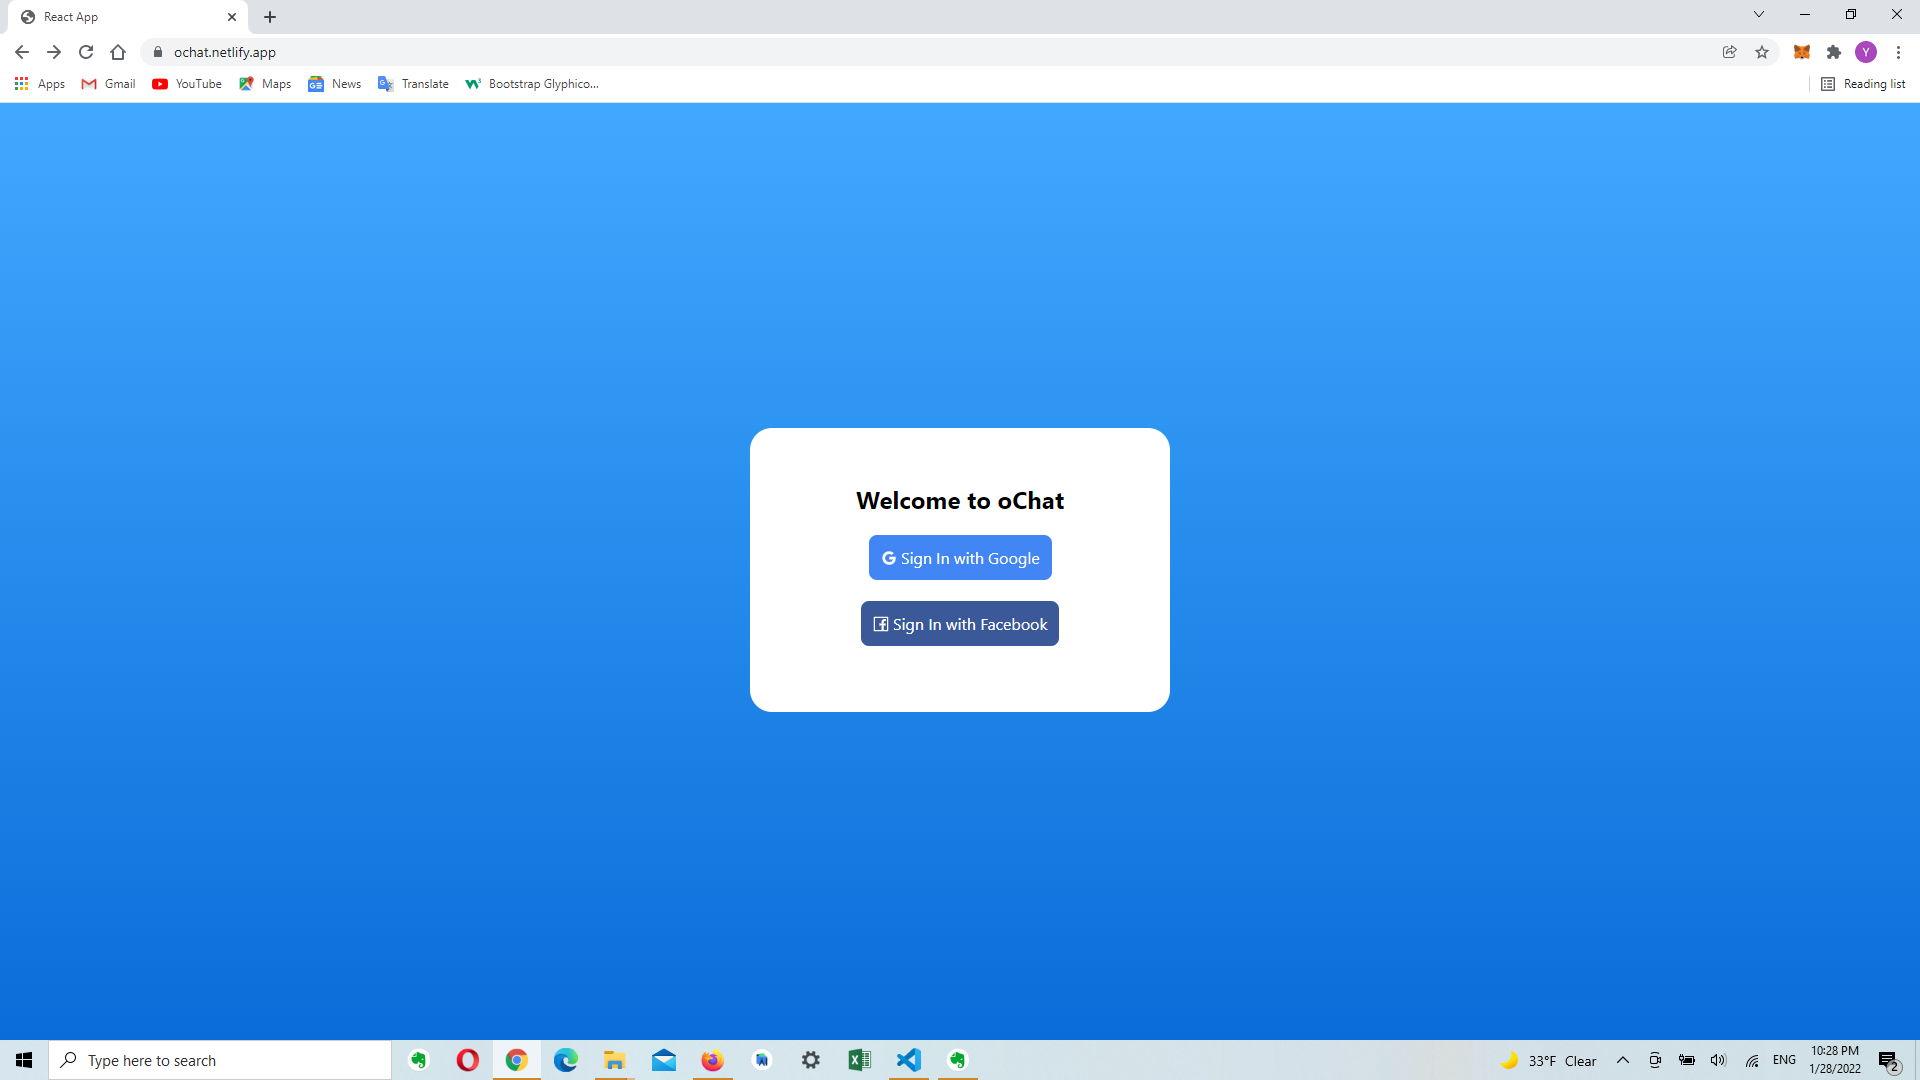 React App
ochat.netlify.app
Y
Apps Gmail YouTube Maps News Translate Bootstrap Glyphico... Reading list
Welcome to oChat
Sign In with Google
Sign In with Facebook
Type here to search
33°F Clear
ENG
10:28 PM
1/28/2022
2